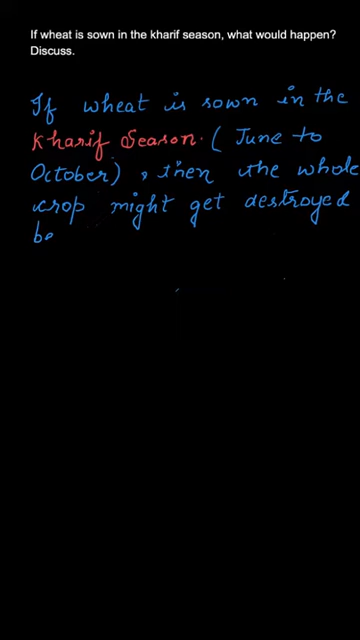 If wheat is sown in the kharif season, what would happen?
Discuss.
If wheat is sown in the
Kharif Season. ( June to
October) , then the whole
crop might get destroyed
be